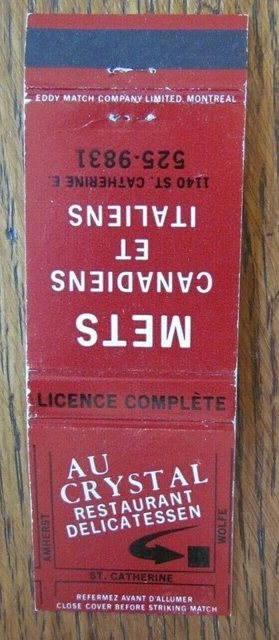 EDDY MATCH COMPANY LIMITED, MONTREAL
METS
CANADIENS
ET
ITALIENS
1140 ST. CATHERINE E.
525-9831
LICENCE COMPLÈTE
AU
CRYSTAL
RESTAURANT
DELICATESSEN
AMHERST
WOLFE
ST. CATHERINE
REFERMEZ AVANT D'ALLUMER
CLOSE COVER BEFORE STRIKING MATCH